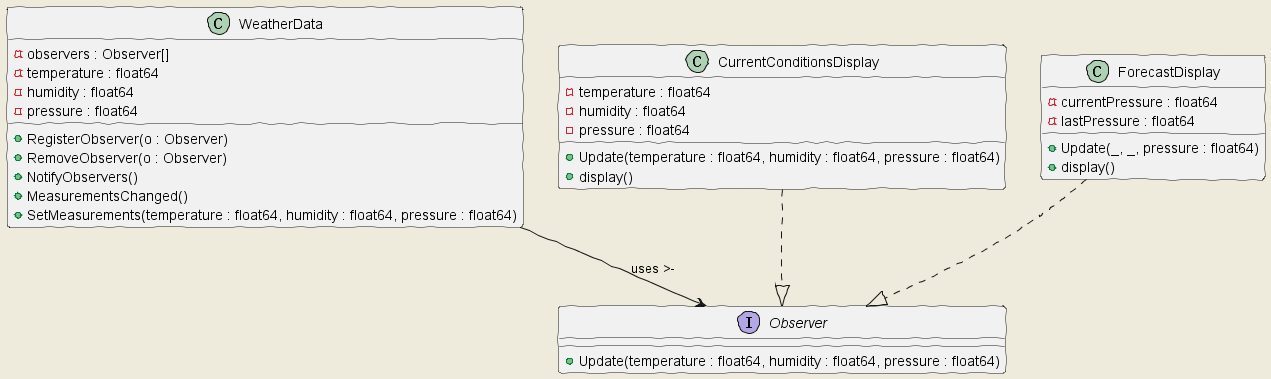 C WeatherData
observers : Observer[]
temperature : float64
humidity : float64
pressure : float64
RegisterObserver(o : Observer)
RemoveObserver(o : Observer)
NotifyObservers()
MeasurementsChanged()
SetMeasurements(temperature : float64, humidity : float64, pressure : float64)
C CurrentConditionsDisplay
temperature : float64
humidity : float64
pressure : float64
Update(temperature : float64, humidity : float64, pressure : float64)
display()
C ForecastDisplay
currentPressure : float64
lastPressure : float64
Update(_, _, pressure : float64)
display()
uses >-
I Observer
Update(temperature : float64, humidity : float64, pressure : float64)